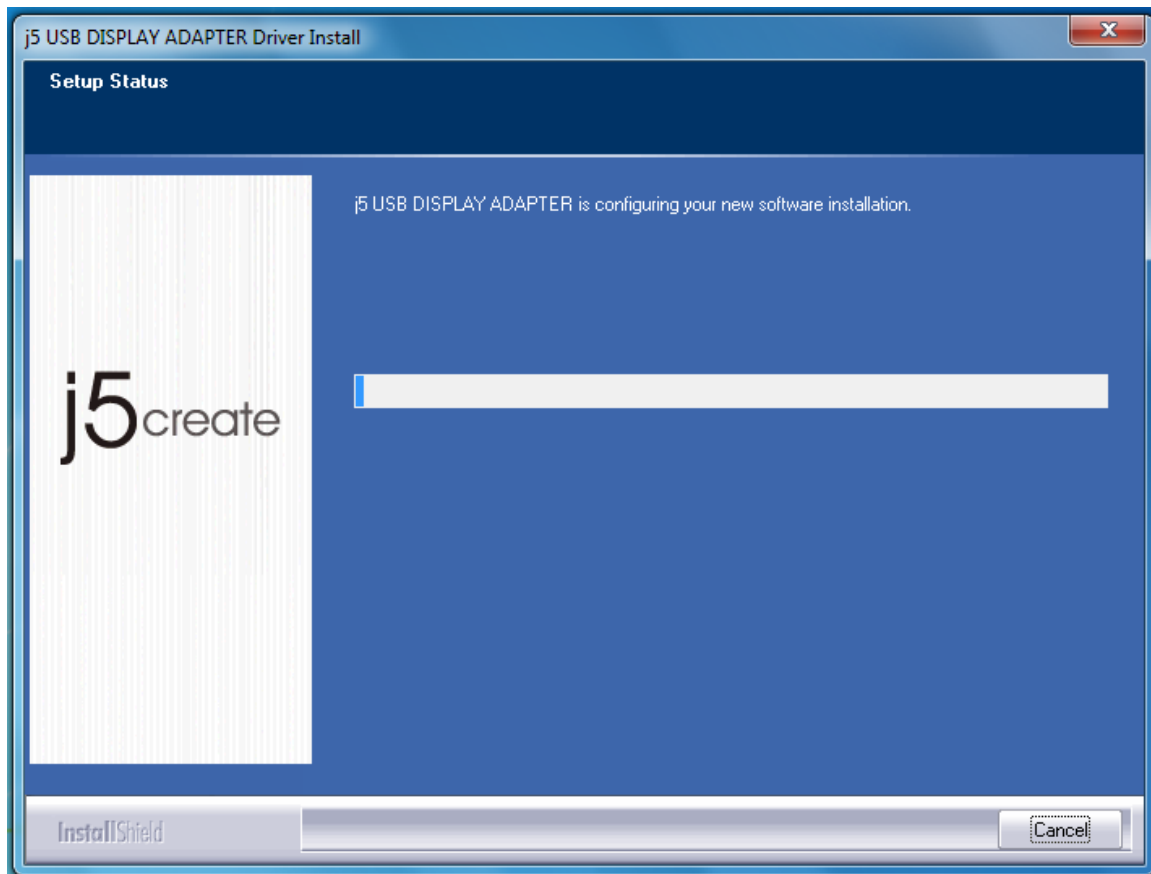 j5 USB DISPLAY ADAPTER Driver Install
Setup Status
j5 USB DISPLAY ADAPTER is configuring your new software installation.
j5create
InstallShield
Cancel